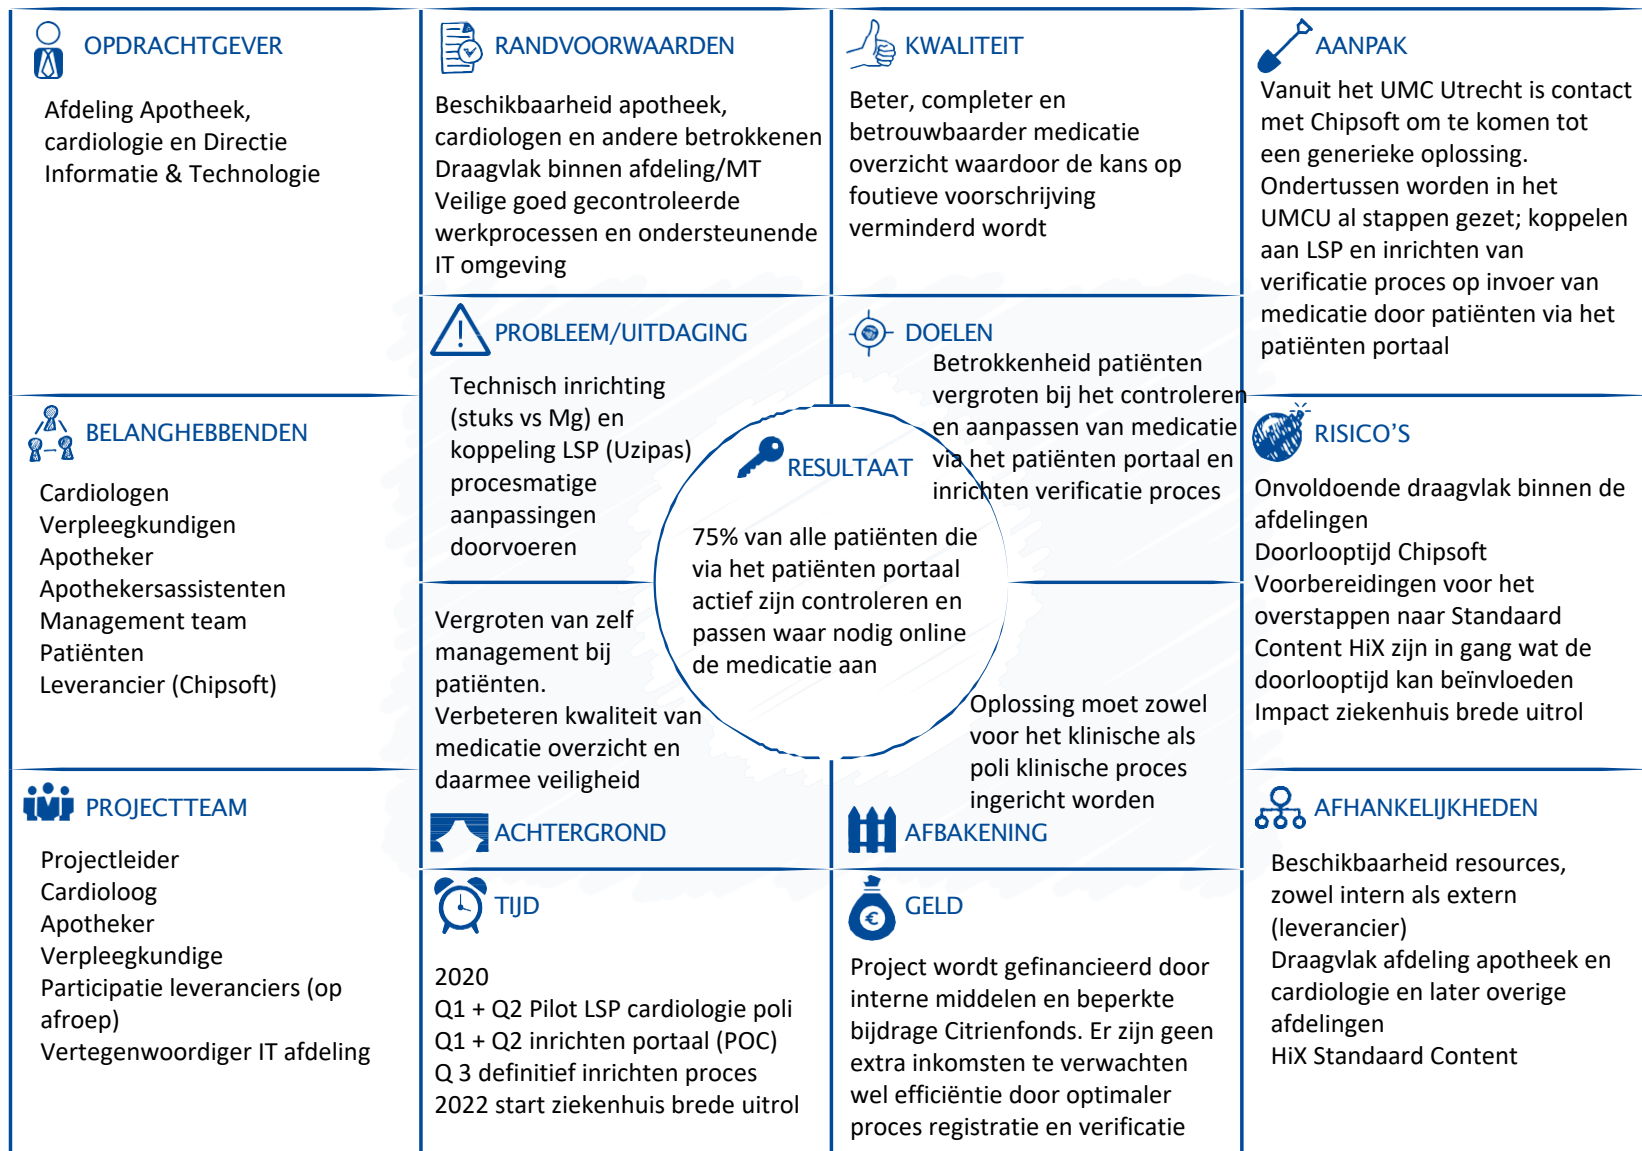 OPDRACHTGEVER
Afdeling Apotheek,
cardiologie en Directie
Informatie & Technologie
RANDVOORWAARDEN
Beschikbaarheid apotheek,
cardiologen en andere betrokkenen
Draagvlak binnen afdeling/MT
Veilige goed gecontroleerde
werkprocessen en ondersteunende
IT omgeving
KWALITEIT
Beter, completer en
betrouwbaarder medicatie
overzicht waardoor de kans op
foutieve voorschrijving
verminderd wordt
AANPAK
Vanuit het UMC Utrecht is contact
met Chipsoft om te komen tot
een generieke oplossing.
Ondertussen worden in het
UMCU al stappen gezet; koppelen
aan LSP en inrichten van
verificatie proces op invoer van
medicatie door patiënten via het
patiënten portaal
PROBLEEM/UITDAGING
Technisch inrichting
(stuks vs Mg) en
koppeling LSP (Uzipas)
procesmatige
aanpassingen
doorvoeren
DOELEN
Betrokkenheid patiënten
vergroten bij het controleren
en aanpassen van medicatie
via het patiënten portaal en
inrichten verificatie proces
BELANGHEBBENDEN
Cardiologen
Verpleegkundigen
Apotheker
Apothekersassistenten
Management team
Patiënten
Leverancier (Chipsoft)
RESULTAAT
75% van alle patiënten die
via het patiënten portaal
actief zijn controleren en
passen waar nodig online
de medicatie aan
RISICO'S
Onvoldoende draagvlak binnen de
afdelingen
Doorlooptijd Chipsoft
Voorbereidingen voor het
overstappen naar Standaard
Content HiX zijn in gang wat de
doorlooptijd kan beïnvloeden
Impact ziekenhuis brede uitrol
Vergroten van zelf
management bij
patiënten.
Verbeteren kwaliteit van
medicatie overzicht en
daarmee veiligheid
ACHTERGROND
Oplossing moet zowel
voor het klinische als
poli klinische proces
ingericht worden
AFBAKENING
PROJECTTEAM
Projectleider
Cardioloog
Apotheker
Verpleegkundige
Participatie leveranciers (op
afroep)
Vertegenwoordiger IT afdeling
TIJD
2020
Q1 + Q2 Pilot LSP cardiologie poli
Q1 + Q2 inrichten portaal (POC)
Q 3 definitief inrichten proces
2022 start ziekenhuis brede uitrol
GELD
Project wordt gefinancierd door
interne middelen en beperkte
bijdrage Citrienfonds. Er zijn geen
extra inkomsten te verwachten
wel efficiëntie door optimaler
proces registratie en verificatie
AFHANKELIJKHEDEN
Beschikbaarheid resources,
zowel intern als extern
(leverancier)
Draagvlak afdeling apotheek en
cardiologie en later overige
afdelingen
HiX Standaard Content